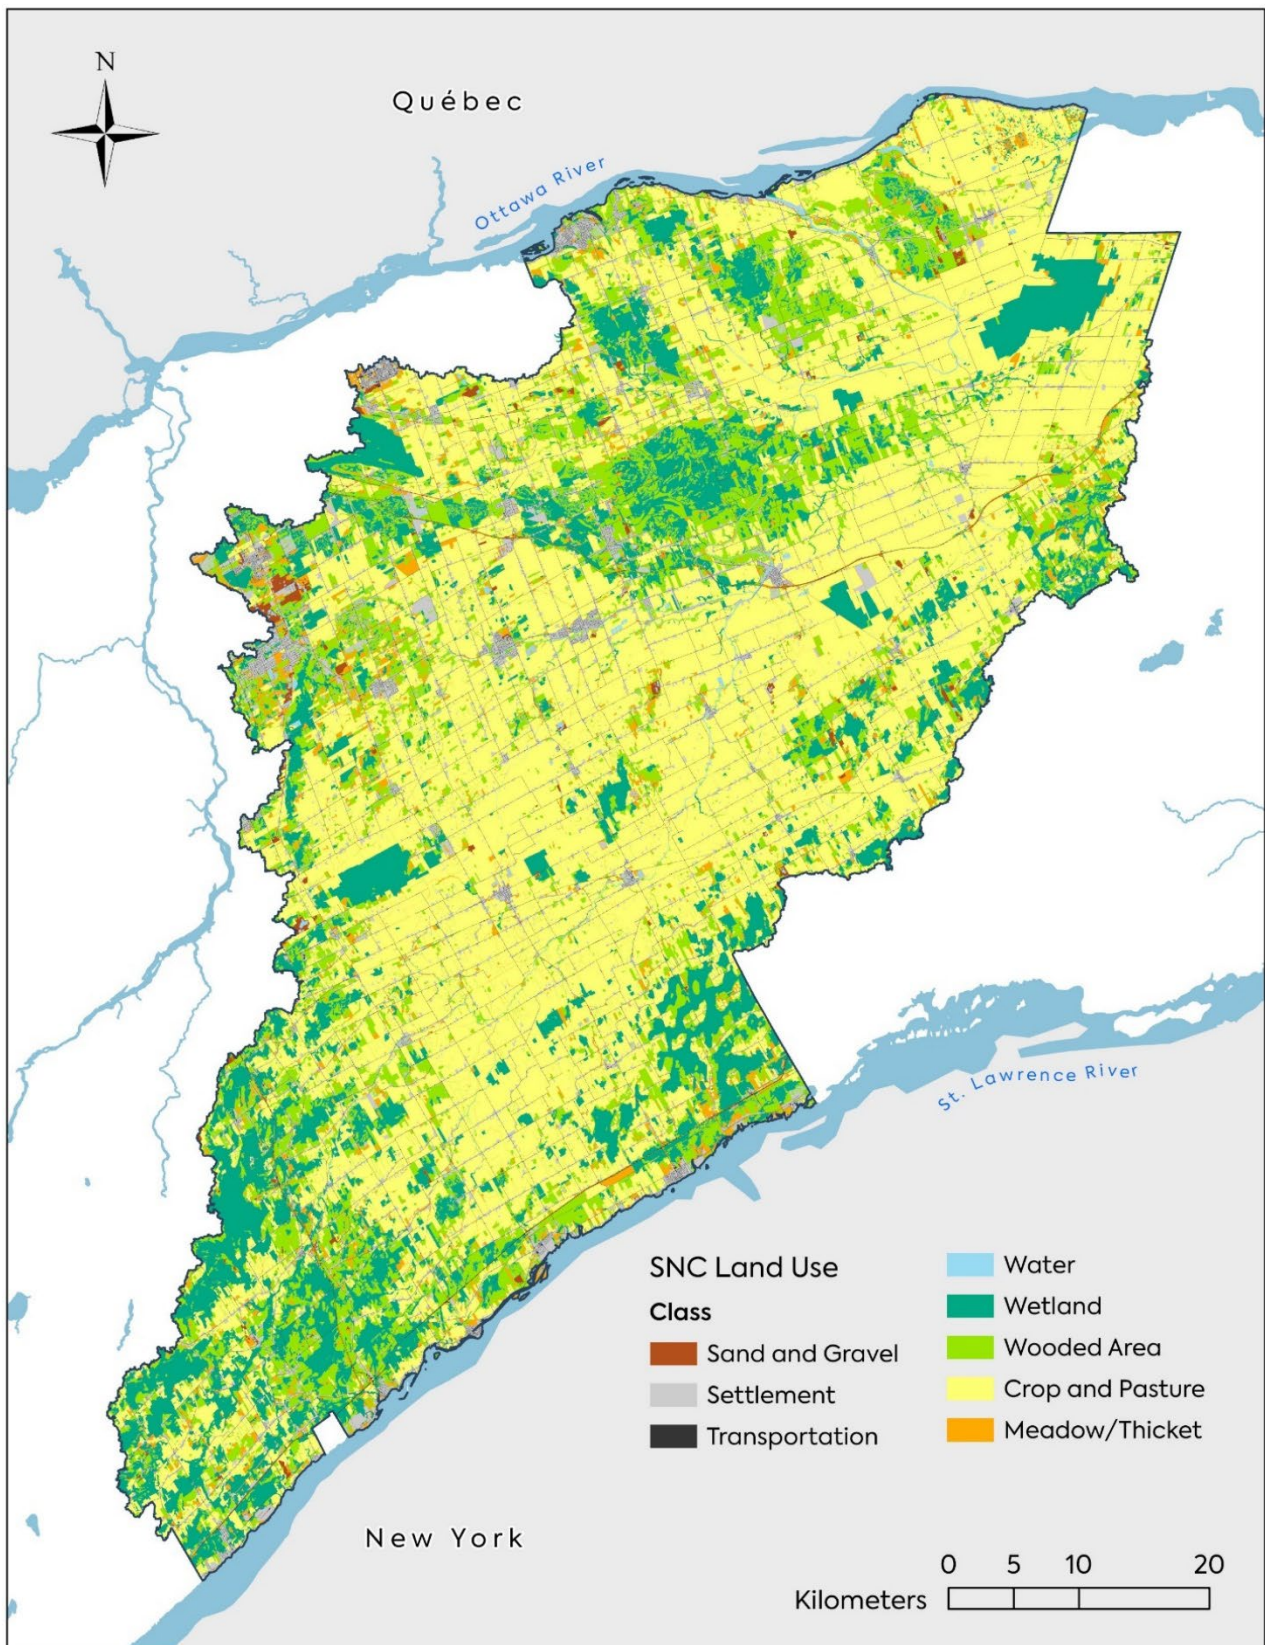 N
Québec
Ottawa River
St. Lawrence River
SNC Land Use
Class
Sand and Gravel
Settlement
Transportation
Water
Wetland
Wooded Area
Crop and Pasture
Meadow/Thicket
New York
0 5 10 20
Kilometers